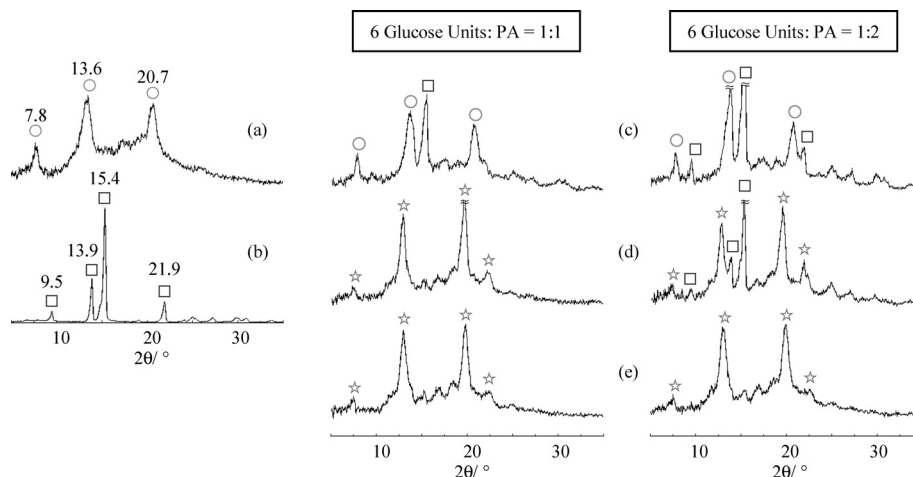 6 Glucose Units: PA = 1:1
6 Glucose Units: PA = 1:2
7.8
13.6
20.7
(a)
9.5
13.9
15.4
21.9
(b)
10 20 30
2θ/ °
(c)
(d)
(e)
10 20 30
2θ/ °
10 20 30
2θ/ °